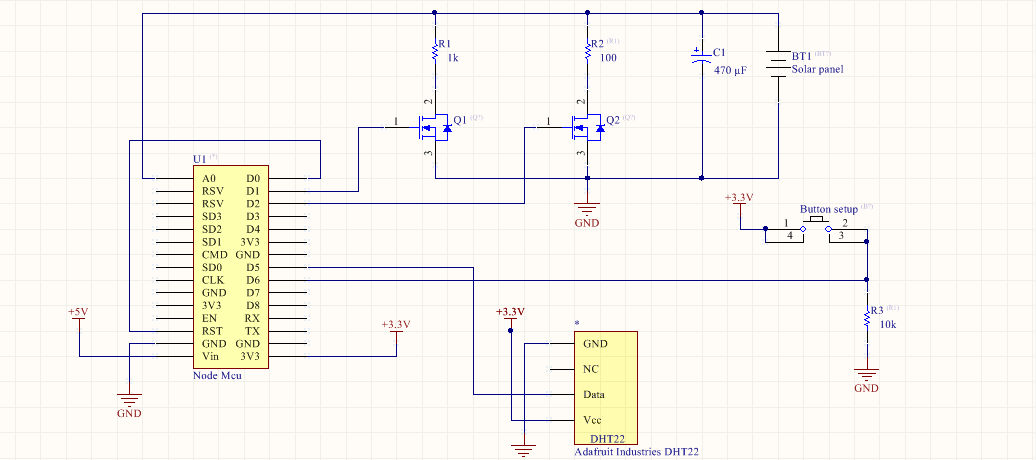 R1
1k
R2 (R1)
100
C1
470 µF
BT1 (BT?)
Solar panel
2
1
Q1 (Q?)
3
2
1
Q2 (Q?)
3
GND
U1 (*)
A0 D0
RSV D1
RSV D2
SD3 D3
SD2 D4
SD1 3V3
CMD GND
SD0 D5
CLK D6
GND D7
3V3 D8
EN RX
RST TX
GND GND
Vin 3V3
Node Mcu
+5V
GND
+3.3V
+3.3V
*
GND
NC
Data
Vcc
DHT22
Adafruit Industries DHT22
+3.3V
Button setup (B?)
1 2
4 3
R3 (R1)
10k
GND